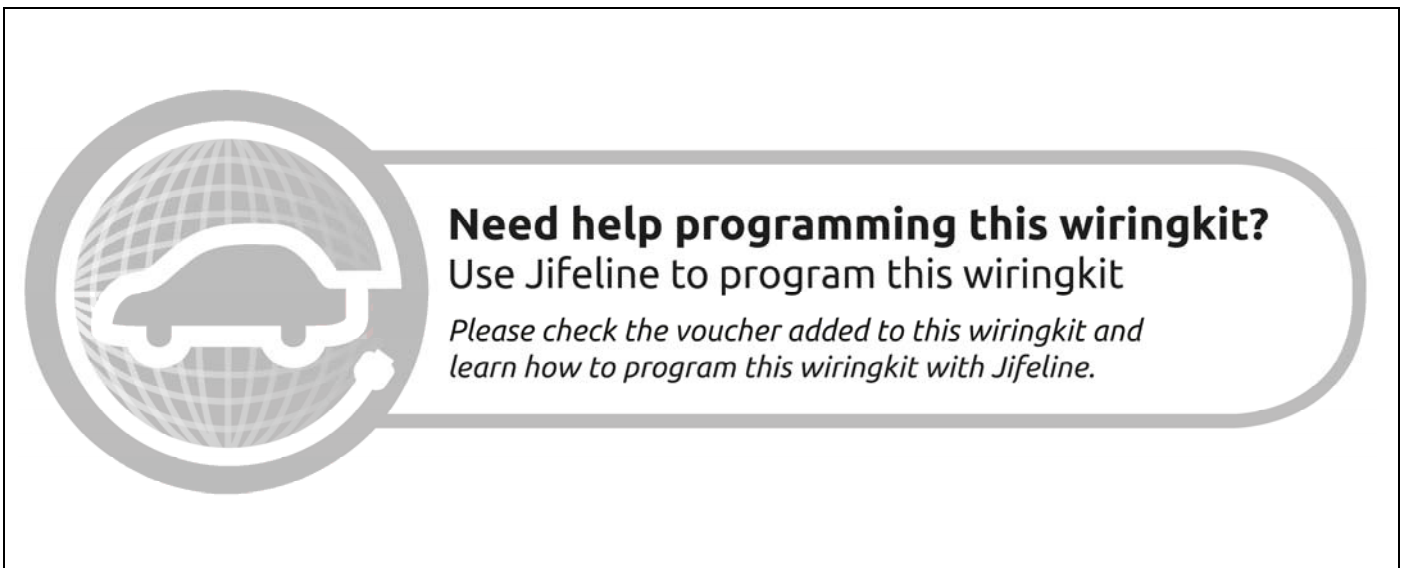 Need help programming this wiringkit?
Use Jifeline to program this wiringkit
Please check the voucher added to this wiringkit and
learn how to program this wiringkit with Jifeline.